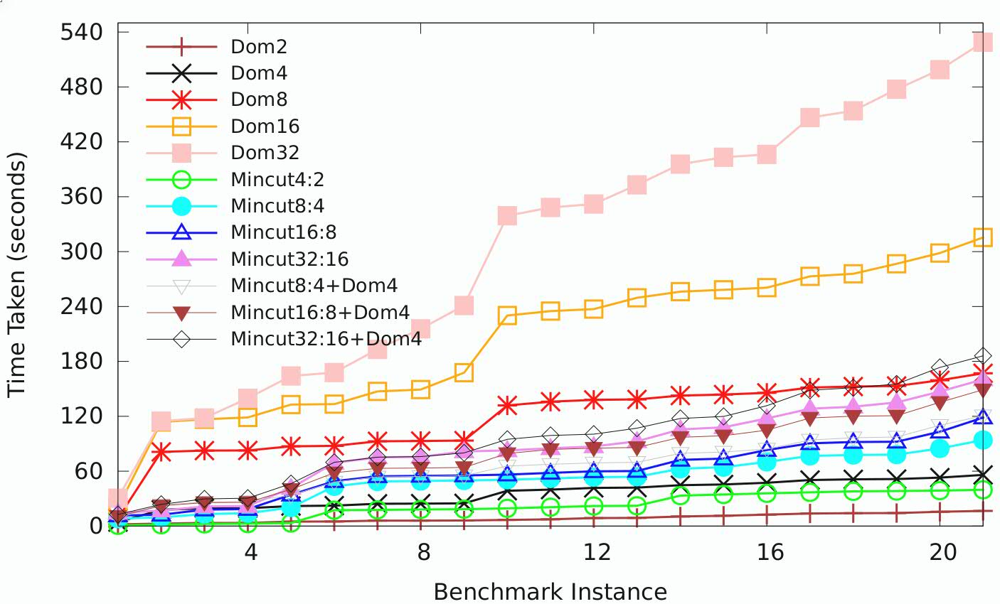 540
480
420
360
300
240
180
120
60
0
Time Taken (seconds)
Dom2
Dom4
Dom8
Dom16
Dom32
Mincut4:2
Mincut8:4
Mincut16:8
Mincut32:16
Mincut8:4+Dom4
Mincut16:8+Dom4
Mincut32:16+Dom4
4 8 12 16 20
Benchmark Instance